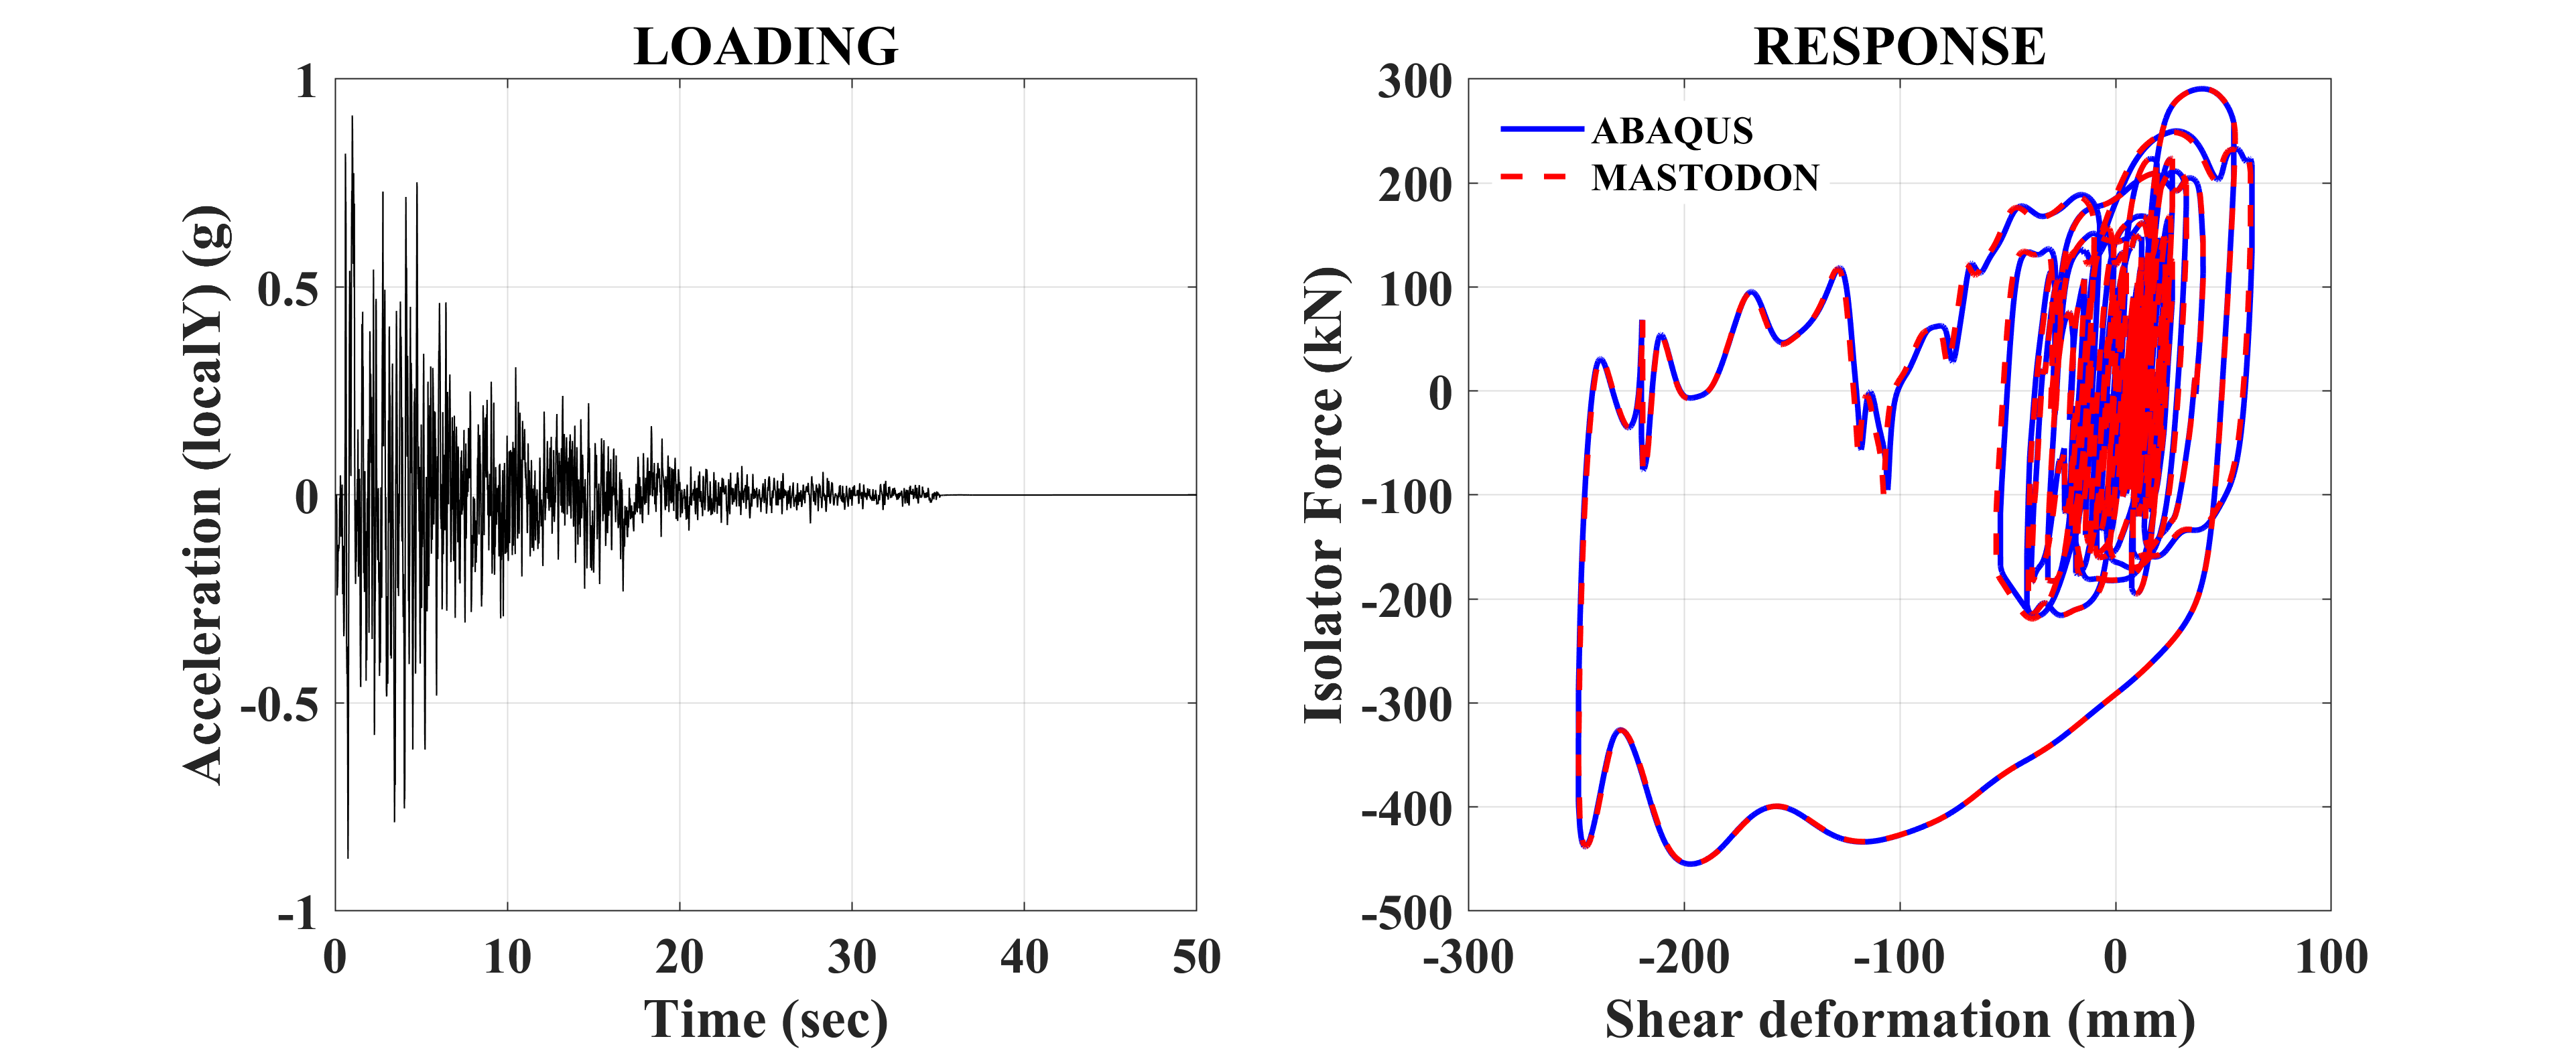 LOADING
1
0.5
0
-0.5
-1
0 10 20 30 40 50
Time (sec)
Acceleration (localY) (g)
RESPONSE
300
200
100
0
-100
-200
-300
-400
-500
-300 -200 -100 0 100
Shear deformation (mm)
Isolator Force (kN)
ABAQUS
MASTODON